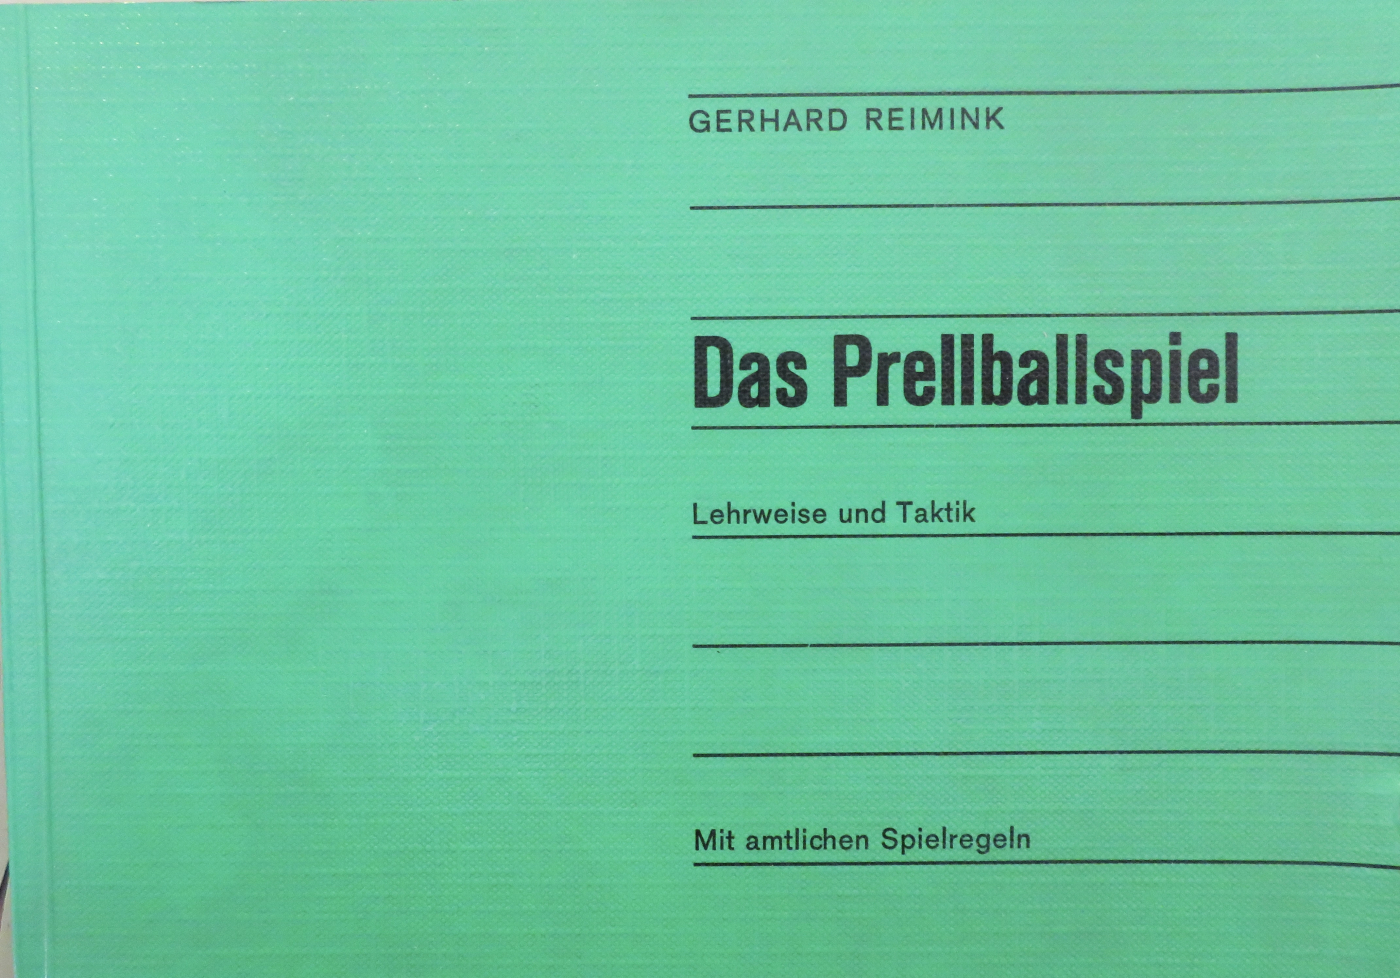 GERHARD REIMINK
Das Prellballspiel
Lehrweise und Taktik
Mit amtlichen Spielregeln